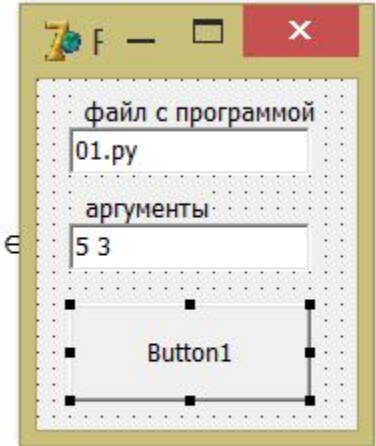 файл с программой
01.py
аргументы
5 3
Button1